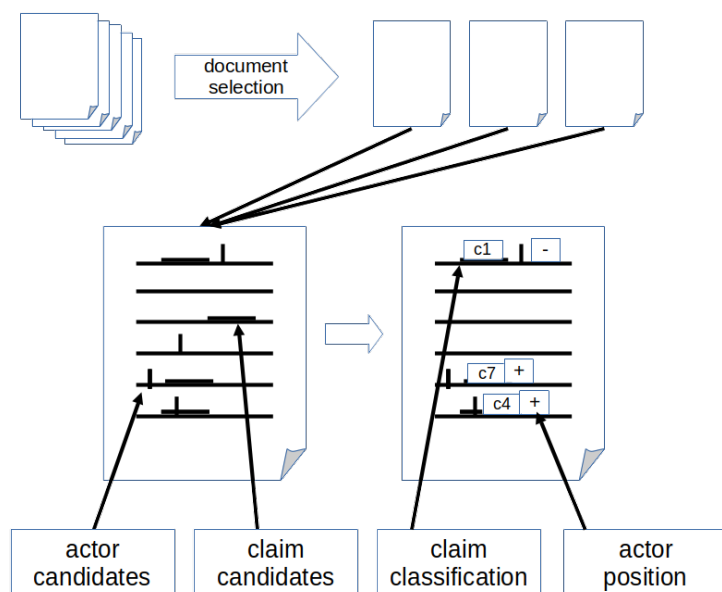 document
selection
c1 -
c7 +
c4 +
actor
candidates
claim
candidates
claim
classification
actor
position